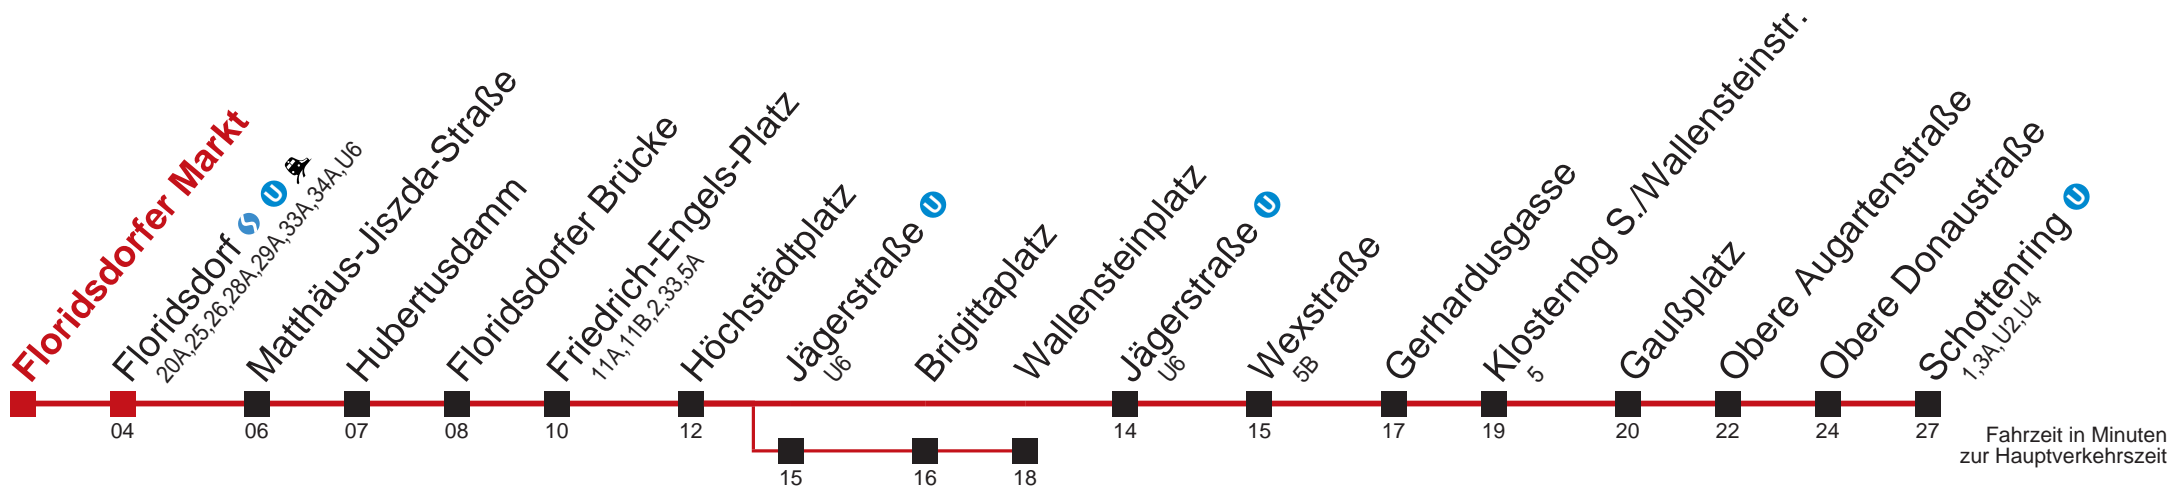 Floridsdorfer Markt
Floridsdorf
20A,25,26,28A,29A,33A,34A,U6
Matthäus-Jiszda-Straße
Hubertusdamm
Floridsdorfer Brücke
Friedrich-Engels-Platz
11A,11B,2,33,5A
Höchstädtplatz
Jägerstraße U
U6
Brigittaplatz
Wallensteinplatz
Jägerstraße U
U6
Wexstraße
5B
Gerhardusgasse
Klosternbg S./Wallensteinstr.
5
Gaußplatz
Obere Augartenstraße
Obere Donaustraße
Schottenring U
1,3A,U2,U4
04
06
07
08
10
12
14
15
17
19
20
22
24
27
15
16
18
Fahrzeit in Minuten
zur Hauptverkehrszeit